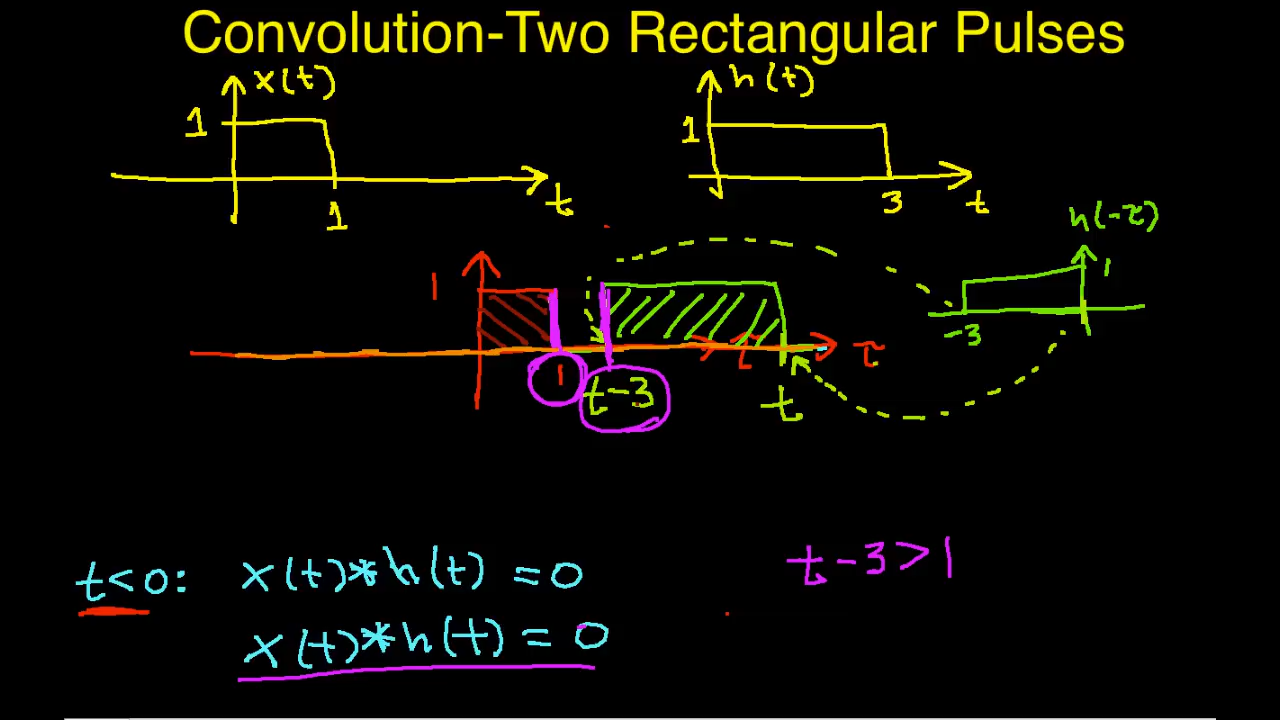 Convolution-Two Rectangular Pulses
x(t)
1
1
t
h(t)
1
3
t
h(-τ)
1
-3
1
1
t-3
t
τ
t
t<0: x(t)*h(t) =0
x(t)*h(t) = 0
t-3>1